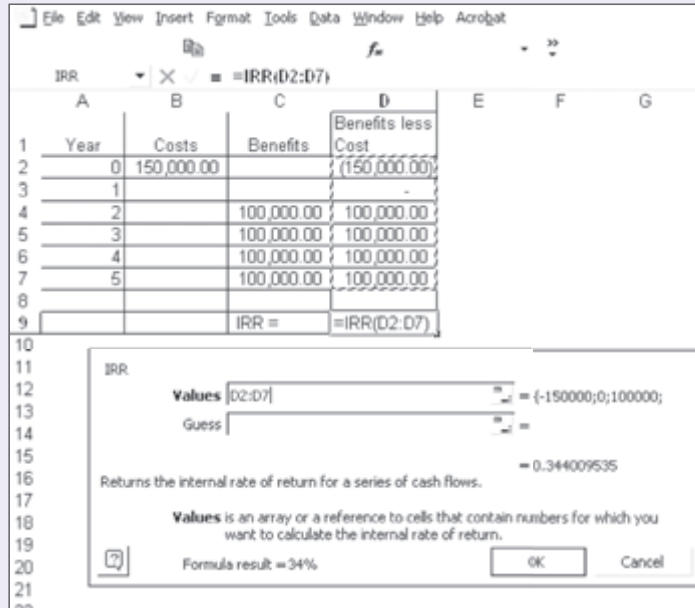 File Edit View Insert Format Tools Data Window Help Acrobat
IRR = =IRR(D2:D7)
A B C D E F G
Benefits less
1 Year Costs Benefits Cost
2 0 150,000.00 (150,000.00)
3 1 -
4 2 100,000.00 100,000.00
5 3 100,000.00 100,000.00
6 4 100,000.00 100,000.00
7 5 100,000.00 100,000.00
8
9 IRR = =IRR(D2:D7)
10
11 IRR
12 Values D2:D7 = {-150000;0;100000;
13 Guess =
14
15 = 0.344009535
16 Returns the internal rate of return for a series of cash flows.
17
18 Values is an array or a reference to cells that contain numbers for which you
19 want to calculate the internal rate of return.
20 Formula result =34% OK Cancel
21